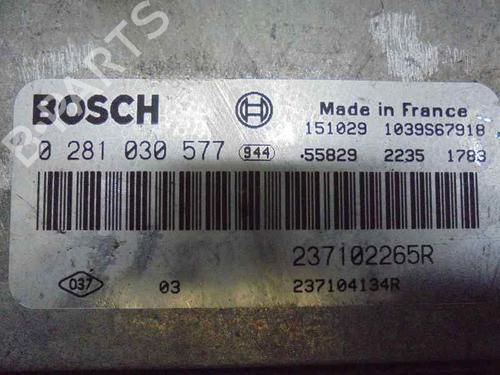 BOSCH
Made in France
151029 1039S67918
0 281 030 577 944 .55829 2235 1783
237102265R
037 03 237104134R
B-PARTS